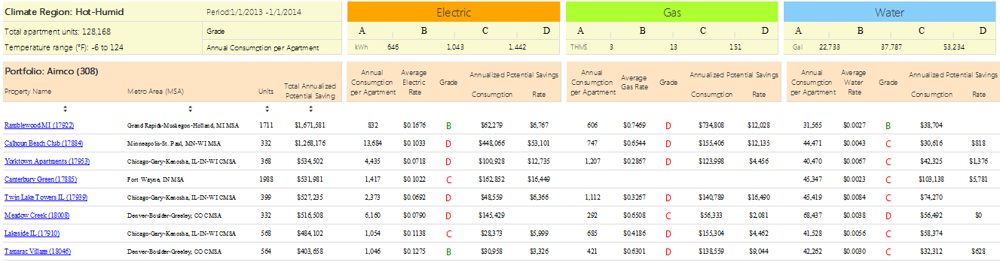 Climate Region: Hot-Humid Period:1/1/2013 -1/1/2014 Electric Gas Water
Total apartment units: 128,168 Grade A B C D A B C D A B C D
Temperature range (°F): -6 to 124 Annual Consumption per Apartment kWh 646 1,043 1,442 THMS 3 13 151 Gal 22,733 37,787 53,234
Portfolio: Aimco (308)
Property Name Metro Area (MSA) Units Total Annualized Potential Saving Annual Consumption per Apartment Average Electric Rate Grade Annualized Potential Savings Consumption Rate Annual Consumption per Apartment Average Gas Rate Grade Annualized Potential Savings Consumption Rate Annual Consumption per Apartment Average Water Rate Grade Annualized Potential Savings Consumption Rate
Ramblewood MI (17922) Grand Rapids-Muskegon-Holland, MI MSA 1711 $1,671,581 832 $0.1676 B $62,279 $6,767 606 $0.7469 D $734,808 $12,028 31,565 $0.0027 B $38,704
Calhoun Beach Club (17884) Minneapolis-St. Paul, MN-WI MSA 332 $1,268,176 13,684 $0.1033 D $448,066 $53,101 747 $0.6544 D $155,406 $12,135 44,471 $0.0043 C $30,616 $818
Yorktown Apartments (17953) Chicago-Gary-Kenosha, IL-IN-WI CMSA 368 $534,502 4,435 $0.0718 D $100,928 $12,735 1,207 $0.2867 D $123,998 $4,456 40,470 $0.0067 C $42,325 $1,376
Canterbury Green (17885) Fort Wayne, IN MSA 1988 $531,981 1,417 $0.1022 C $162,852 $16,449 45,347 $0.0023 C $103,138 $5,781
Twin Lake Towers IL (17939) Chicago-Gary-Kenosha, IL-IN-WI CMSA 399 $527,235 2,373 $0.0692 D $48,559 $6,366 1,112 $0.3267 D $140,789 $16,490 45,419 $0.0084 C $74,270
Meadow Creek (18008) Denver-Boulder-Greeley, CO CMSA 332 $516,508 6,160 $0.0790 D $145,429 292 $0.6508 C $56,333 $2,081 68,437 $0.0038 D $56,492 $0
Lakeside IL (17910) Chicago-Gary-Kenosha, IL-IN-WI CMSA 568 $484,102 1,054 $0.1138 C $28,373 $5,999 685 $0.4186 D $155,304 $4,462 41,528 $0.0056 C $58,374
Tamarac Village (18046) Denver-Boulder-Greeley, CO CMSA 564 $403,658 1,046 $0.1275 B $30,958 $3,326 421 $0.6301 D $138,559 $9,044 42,262 $0.0030 C $32,312 $628